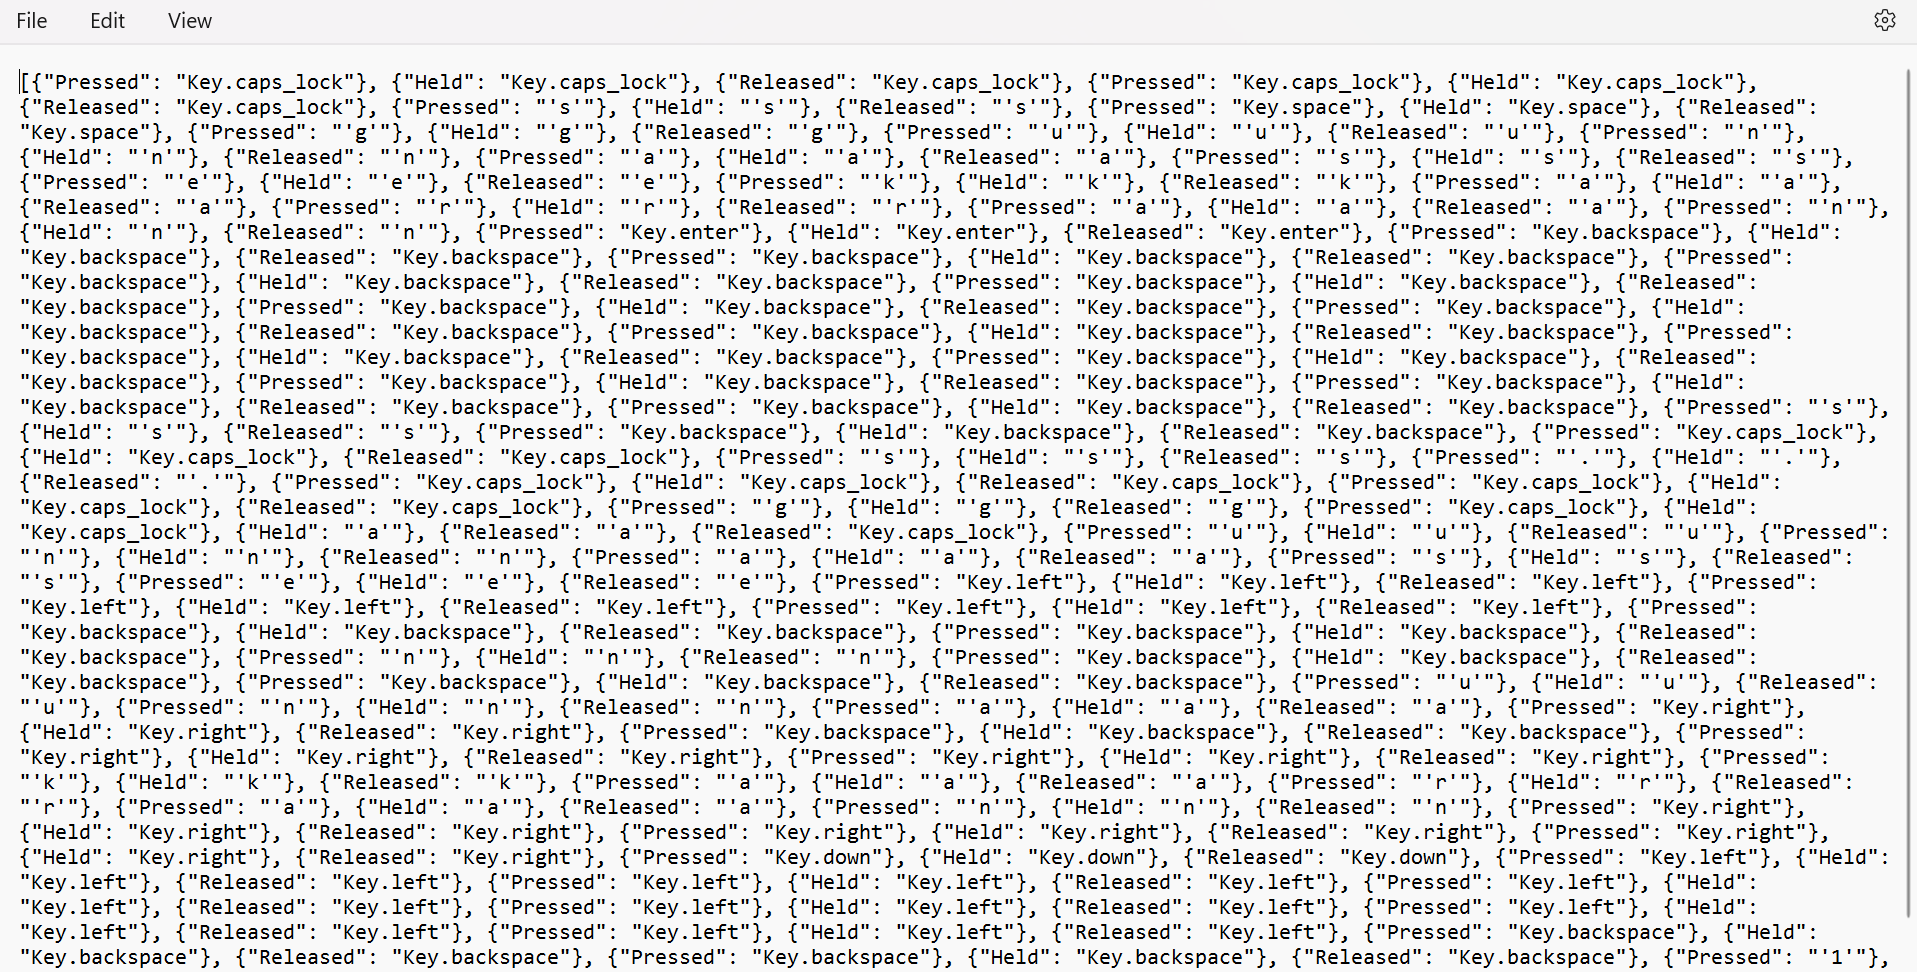 File Edit View
[{"Pressed": "Key.caps_lock"}, {"Held": "Key.caps_lock"}, {"Released": "Key.caps_lock"}, {"Pressed": "Key.caps_lock"}, {"Held": "Key.caps_lock"},
{"Released": "Key.caps_lock"}, {"Pressed": "'s'"}, {"Held": "'s'"}, {"Released": "'s'"}, {"Pressed": "Key.space"}, {"Held": "Key.space"}, {"Released":
"Key.space"}, {"Pressed": "'g'"}, {"Held": "'g'"}, {"Released": "'g'"}, {"Pressed": "'u'"}, {"Held": "'u'"}, {"Released": "'u'"}, {"Pressed": "'n'"},
{"Held": "'n'"}, {"Released": "'n'"}, {"Pressed": "'a'"}, {"Held": "'a'"}, {"Released": "'a'"}, {"Pressed": "'s'"}, {"Held": "'s'"}, {"Released": "'s'"},
{"Pressed": "'e'"}, {"Held": "'e'"}, {"Released": "'e'"}, {"Pressed": "'k'"}, {"Held": "'k'"}, {"Released": "'k'"}, {"Pressed": "'a'"}, {"Held": "'a'"},
{"Released": "'a'"}, {"Pressed": "'r'"}, {"Held": "'r'"}, {"Released": "'r'"}, {"Pressed": "'a'"}, {"Held": "'a'"}, {"Released": "'a'"}, {"Pressed": "'n'"},
{"Held": "'n'"}, {"Released": "'n'"}, {"Pressed": "Key.enter"}, {"Held": "Key.enter"}, {"Released": "Key.enter"}, {"Pressed": "Key.backspace"}, {"Held":
"Key.backspace"}, {"Released": "Key.backspace"}, {"Pressed": "Key.backspace"}, {"Held": "Key.backspace"}, {"Released": "Key.backspace"}, {"Pressed":
"Key.backspace"}, {"Held": "Key.backspace"}, {"Released": "Key.backspace"}, {"Pressed": "Key.backspace"}, {"Held": "Key.backspace"}, {"Released":
"Key.backspace"}, {"Pressed": "Key.backspace"}, {"Held": "Key.backspace"}, {"Released": "Key.backspace"}, {"Pressed": "Key.backspace"}, {"Held":
"Key.backspace"}, {"Released": "Key.backspace"}, {"Pressed": "Key.backspace"}, {"Held": "Key.backspace"}, {"Released": "Key.backspace"}, {"Pressed":
"Key.backspace"}, {"Held": "Key.backspace"}, {"Released": "Key.backspace"}, {"Pressed": "Key.backspace"}, {"Held": "Key.backspace"}, {"Released":
"Key.backspace"}, {"Pressed": "Key.backspace"}, {"Held": "Key.backspace"}, {"Released": "Key.backspace"}, {"Pressed": "Key.backspace"}, {"Held":
"Key.backspace"}, {"Released": "Key.backspace"}, {"Pressed": "Key.backspace"}, {"Held": "Key.backspace"}, {"Released": "Key.backspace"}, {"Pressed": "'s'"},
{"Held": "'s'"}, {"Released": "'s'"}, {"Pressed": "Key.backspace"}, {"Held": "Key.backspace"}, {"Released": "Key.backspace"}, {"Pressed": "Key.caps_lock"},
{"Held": "Key.caps_lock"}, {"Released": "Key.caps_lock"}, {"Pressed": "'s'"}, {"Held": "'s'"}, {"Released": "'s'"}, {"Pressed": "'.'"}, {"Held": "'.'"},
{"Released": "'.'"}, {"Pressed": "Key.caps_lock"}, {"Held": "Key.caps_lock"}, {"Released": "Key.caps_lock"}, {"Pressed": "Key.caps_lock"}, {"Held":
"Key.caps_lock"}, {"Released": "Key.caps_lock"}, {"Pressed": "'g'"}, {"Held": "'g'"}, {"Released": "'g'"}, {"Pressed": "Key.caps_lock"}, {"Held":
"Key.caps_lock"}, {"Held": "'a'"}, {"Released": "'a'"}, {"Released": "Key.caps_lock"}, {"Pressed": "'u'"}, {"Held": "'u'"}, {"Released": "'u'"}, {"Pressed":
"'n'"}, {"Held": "'n'"}, {"Released": "'n'"}, {"Pressed": "'a'"}, {"Held": "'a'"}, {"Released": "'a'"}, {"Pressed": "'s'"}, {"Held": "'s'"}, {"Released":
"'s'"}, {"Pressed": "'e'"}, {"Held": "'e'"}, {"Released": "'e'"}, {"Pressed": "Key.left"}, {"Held": "Key.left"}, {"Released": "Key.left"}, {"Pressed":
"Key.left"}, {"Held": "Key.left"}, {"Released": "Key.left"}, {"Pressed": "Key.left"}, {"Held": "Key.left"}, {"Released": "Key.left"}, {"Pressed":
"Key.backspace"}, {"Held": "Key.backspace"}, {"Released": "Key.backspace"}, {"Pressed": "Key.backspace"}, {"Held": "Key.backspace"}, {"Released":
"Key.backspace"}, {"Pressed": "'n'"}, {"Held": "'n'"}, {"Released": "'n'"}, {"Pressed": "Key.backspace"}, {"Held": "Key.backspace"}, {"Released":
"Key.backspace"}, {"Pressed": "Key.backspace"}, {"Held": "Key.backspace"}, {"Released": "Key.backspace"}, {"Pressed": "'u'"}, {"Held": "'u'"}, {"Released":
"'u'"}, {"Pressed": "'n'"}, {"Held": "'n'"}, {"Released": "'n'"}, {"Pressed": "'a'"}, {"Held": "'a'"}, {"Released": "'a'"}, {"Pressed": "Key.right"},
{"Held": "Key.right"}, {"Released": "Key.right"}, {"Pressed": "Key.backspace"}, {"Held": "Key.backspace"}, {"Released": "Key.backspace"}, {"Pressed":
"Key.right"}, {"Held": "Key.right"}, {"Released": "Key.right"}, {"Pressed": "Key.right"}, {"Held": "Key.right"}, {"Released": "Key.right"}, {"Pressed":
"'k'"}, {"Held": "'k'"}, {"Released": "'k'"}, {"Pressed": "'a'"}, {"Held": "'a'"}, {"Released": "'a'"}, {"Pressed": "'r'"}, {"Held": "'r'"}, {"Released":
"'r'"}, {"Pressed": "'a'"}, {"Held": "'a'"}, {"Released": "'a'"}, {"Pressed": "'n'"}, {"Held": "'n'"}, {"Released": "'n'"}, {"Pressed": "Key.right"},
{"Held": "Key.right"}, {"Released": "Key.right"}, {"Pressed": "Key.right"}, {"Held": "Key.right"}, {"Released": "Key.right"}, {"Pressed": "Key.right"},
{"Held": "Key.right"}, {"Released": "Key.right"}, {"Pressed": "Key.down"}, {"Held": "Key.down"}, {"Released": "Key.down"}, {"Pressed": "Key.left"}, {"Held":
"Key.left"}, {"Released": "Key.left"}, {"Pressed": "Key.left"}, {"Held": "Key.left"}, {"Released": "Key.left"}, {"Pressed": "Key.left"}, {"Held":
"Key.left"}, {"Released": "Key.left"}, {"Pressed": "Key.left"}, {"Held": "Key.left"}, {"Released": "Key.left"}, {"Pressed": "Key.left"}, {"Held":
"Key.left"}, {"Released": "Key.left"}, {"Pressed": "Key.left"}, {"Held": "Key.left"}, {"Released": "Key.left"}, {"Pressed": "Key.backspace"}, {"Held":
"Key.backspace"}, {"Released": "Key.backspace"}, {"Pressed": "Key.backspace"}, {"Held": "Key.backspace"}, {"Released": "Key.backspace"}, {"Pressed": "'1'"},